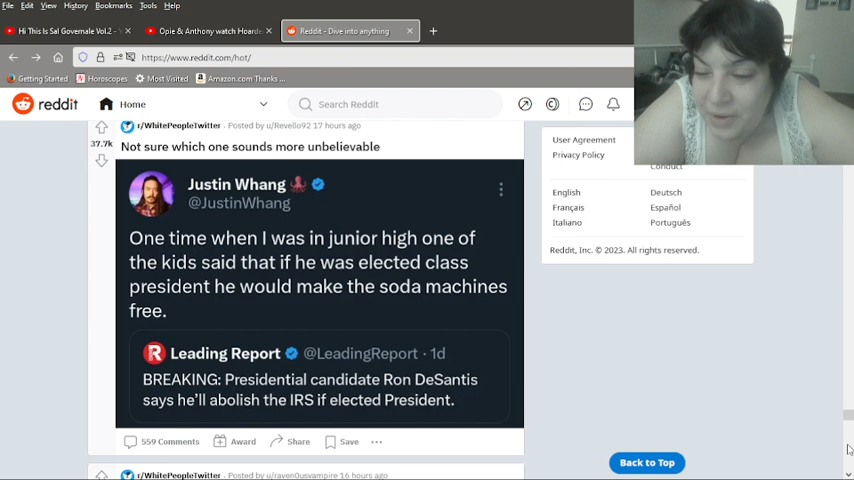 File Edit View History Bookmarks Tools Help
Hi This Is Sal Governale Vol.2 -
Opie & Anthony watch Hoarde
Reddit - Dive into anything
https://www.reddit.com/hot/
Getting Started Horoscopes Most Visited Amazon.com Thanks ...
reddit Home Search Reddit
r/WhitePeopleTwitter · Posted by u/Revello92 17 hours ago
37.7k
Not sure which one sounds more unbelievable
Justin Whang
@JustinWhang
One time when I was in junior high one of
the kids said that if he was elected class
president he would make the soda machines
free.
Leading Report @LeadingReport · 1d
BREAKING: Presidential candidate Ron DeSantis
says he'll abolish the IRS if elected President.
559 Comments Award Share Save
r/WhitePeopleTwitter · Posted by u/raven0usvampire 16 hours ago
User Agreement
Privacy Policy
Conduct
English Deutsch
Français Español
Italiano Português
Reddit, Inc. © 2023. All rights reserved.
Back to Top